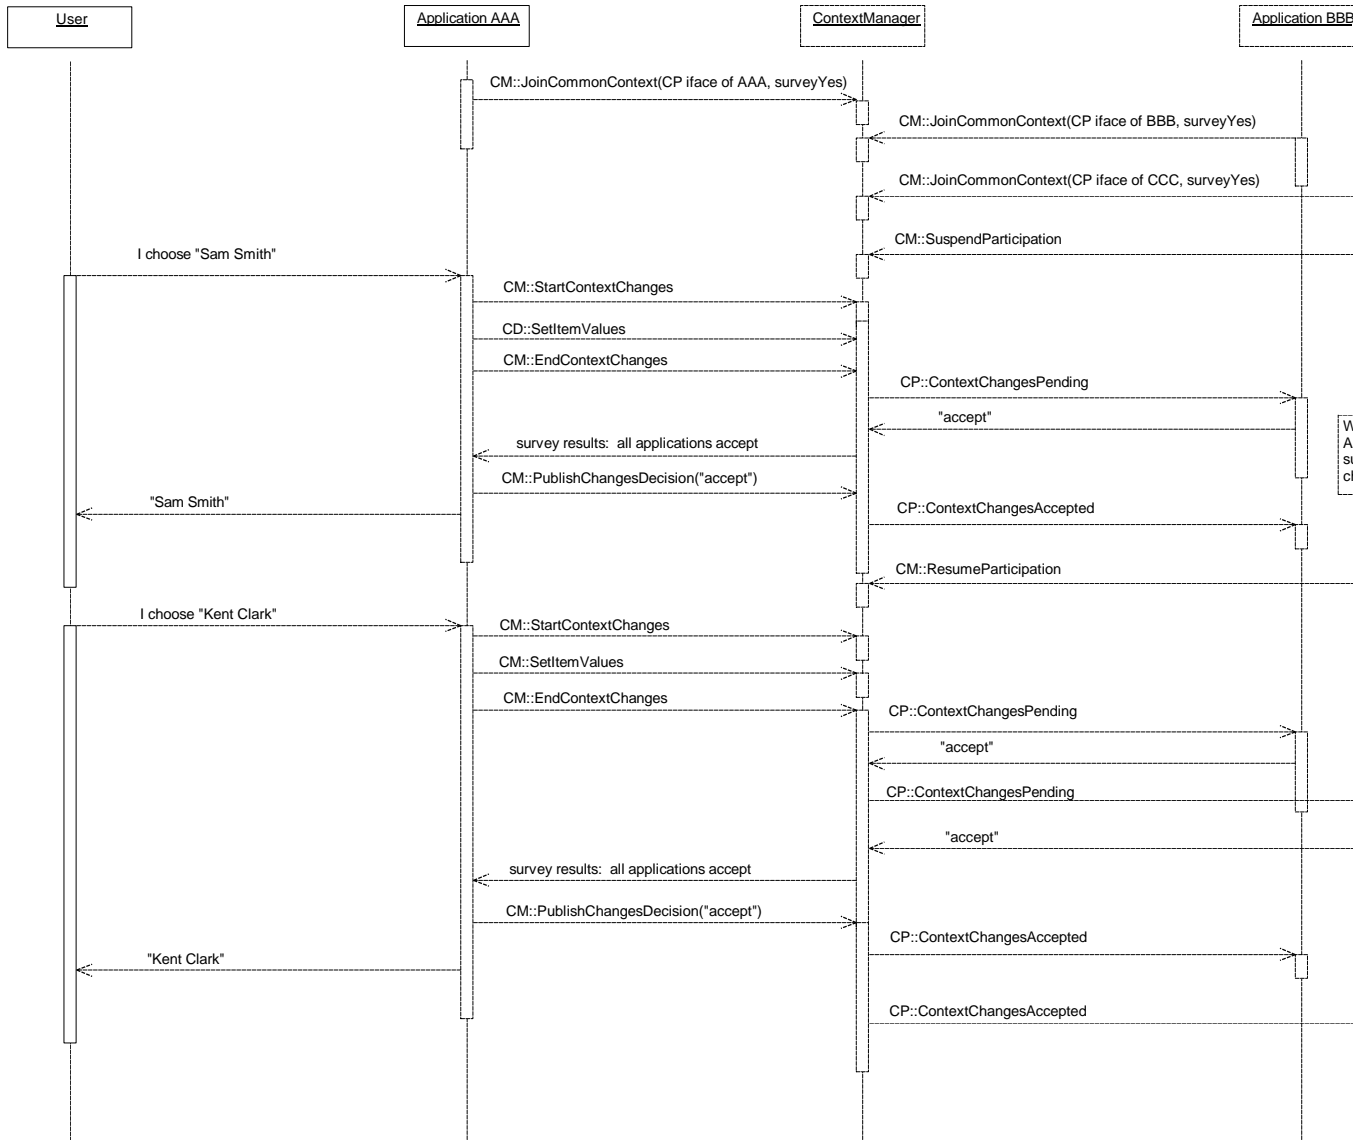 User
Application AAA
ContextManager
Application BBB
CM::JoinCommonContext(CP iface of AAA, surveyYes)
CM::JoinCommonContext(CP iface of BBB, surveyYes)
CM::JoinCommonContext(CP iface of CCC, surveyYes)
CM::SuspendParticipation
I choose "Sam Smith"
CM::StartContextChanges
CD::SetItemValues
CM::EndContextChanges
CP::ContextChangesPending
"accept"
survey results:  all applications accept
CM::PublishChangesDecision("accept")
"Sam Smith"
CP::ContextChangesAccepted
CM::ResumeParticipation
I choose "Kent Clark"
CM::StartContextChanges
CM::SetItemValues
CM::EndContextChanges
CP::ContextChangesPending
"accept"
CP::ContextChangesPending
"accept"
survey results:  all applications accept
CM::PublishChangesDecision("accept")
CP::ContextChangesAccepted
"Kent Clark"
CP::ContextChangesAccepted